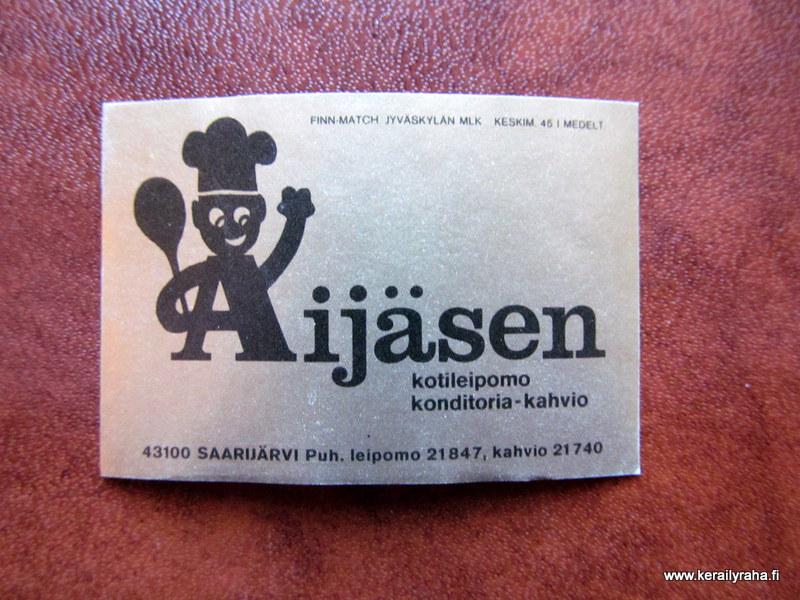 FINN-MATCH JYVÄSKYLÄN MLK KESKIM. 45 I MEDELT.
Aijäsen
kotileipomo
konditoria-kahvio
43100 SAARIJÄRVI Puh. leipomo 21847, kahvio 21740
www.kerailyraha.fi